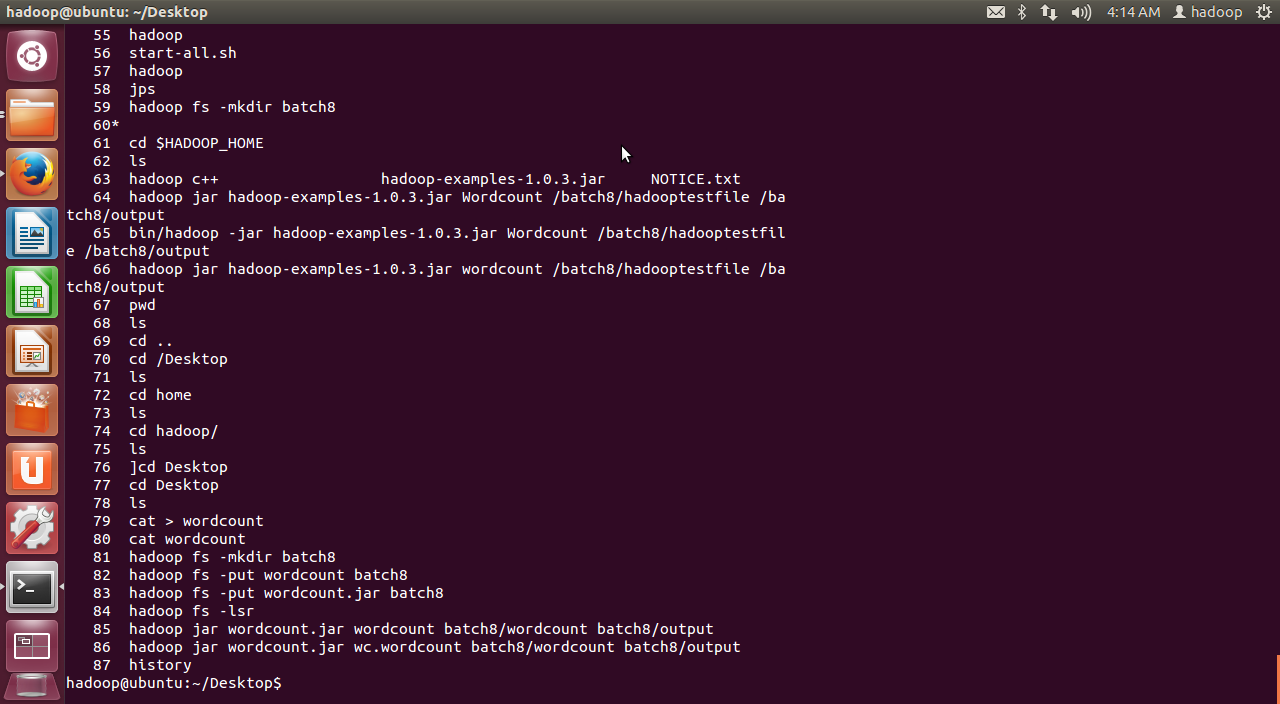 hadoop@ubuntu: ~/Desktop
4:14 AM
hadoop
55  hadoop
56  start-all.sh
57  hadoop
58  jps
59  hadoop fs -mkdir batch8
60*
61  cd $HADOOP_HOME
62  ls
63  hadoop c++                  hadoop-examples-1.0.3.jar     NOTICE.txt
64  hadoop jar hadoop-examples-1.0.3.jar Wordcount /batch8/hadooptestfile /ba
tch8/output
65  bin/hadoop -jar hadoop-examples-1.0.3.jar Wordcount /batch8/hadooptestfil
e /batch8/output
66  hadoop jar hadoop-examples-1.0.3.jar wordcount /batch8/hadooptestfile /ba
tch8/output
67  pwd
68  ls
69  cd ..
70  cd /Desktop
71  ls
72  cd home
73  ls
74  cd hadoop/
75  ls
76  ]cd Desktop
77  cd Desktop
78  ls
79  cat > wordcount
80  cat wordcount
81  hadoop fs -mkdir batch8
82  hadoop fs -put wordcount batch8
83  hadoop fs -put wordcount.jar batch8
84  hadoop fs -lsr
85  hadoop jar wordcount.jar wordcount batch8/wordcount batch8/output
86  hadoop jar wordcount.jar wc.wordcount batch8/wordcount batch8/output
87  history
hadoop@ubuntu:~/Desktop$